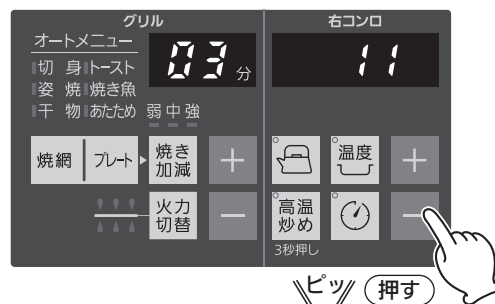 グリル
オートメニュー
切 身 トースト
姿 焼 焼き魚
干 物 あたため
03 分
弱 中 強
焼網 プレート
焼き
加減
+
火力
切替
−
右コンロ
11
温度
+
高温
炒め
−
3秒押し
ピッ
押す